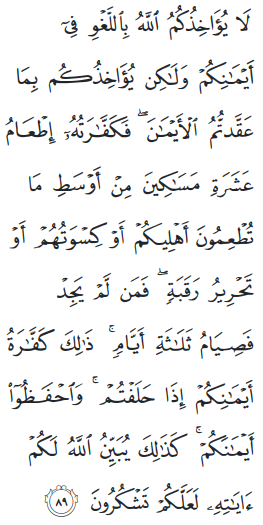 لَا يُؤَاخِذُكُمُ ٱللَّهُ بِٱللَّغْوِ فِىٓ
أَيْمَٰنِكُمْ وَلَٰكِن يُؤَاخِذُكُم بِمَا
عَقَّدتُّمُ ٱلْأَيْمَٰنَ ۖ فَكَفَّٰرَتُهُۥٓ إِطْعَامُ
عَشَرَةِ مَسَٰكِينَ مِنْ أَوْسَطِ مَا
تُطْعِمُونَ أَهْلِيكُمْ أَوْ كِسْوَتُهُمْ أَوْ
تَحْرِيرُ رَقَبَةٍ ۖ فَمَن لَّمْ يَجِدْ
فَصِيَامُ ثَلَٰثَةِ أَيَّامٍ ۚ ذَٰلِكَ كَفَّٰرَةُ
أَيْمَٰنِكُمْ إِذَا حَلَفْتُمْ ۚ وَٱحْفَظُوٓا۟
أَيْمَٰنَكُمْ ۚ كَذَٰلِكَ يُبَيِّنُ ٱللَّهُ لَكُمْ
ءَايَٰتِهِۦ لَعَلَّكُمْ تَشْكُرُونَ ٨٩